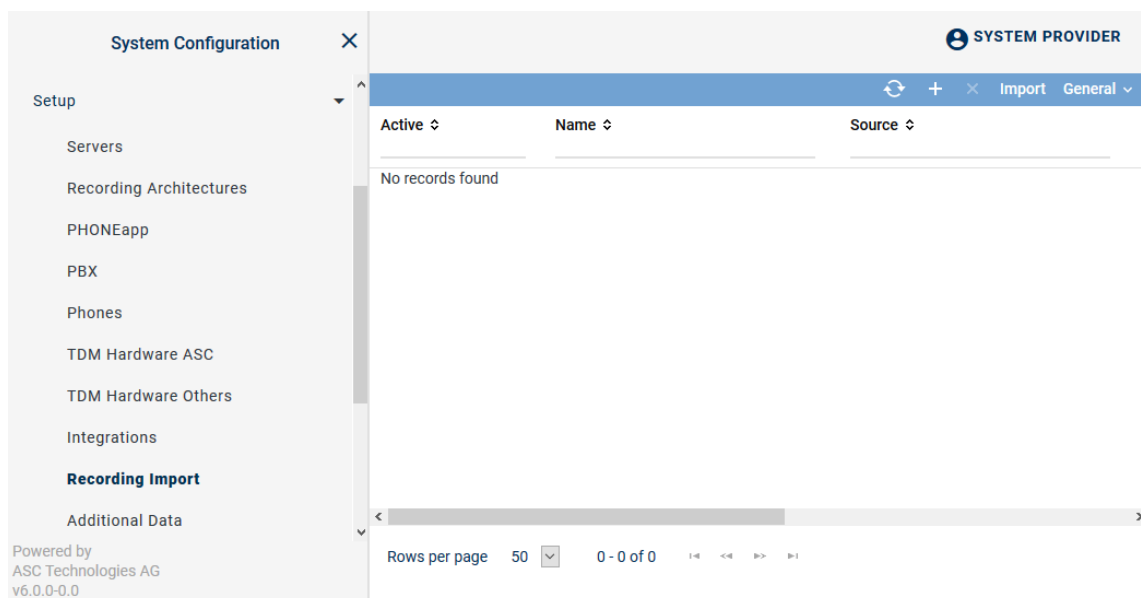 System Configuration
SYSTEM PROVIDER
Setup
Import General
Active Name Source
Servers
No records found
Recording Architectures
PHONEapp
PBX
Phones
TDM Hardware ASC
TDM Hardware Others
Integrations
Recording Import
Additional Data
Rows per page 50 0 - 0 of 0
Powered by
ASC Technologies AG
v6.0.0-0.0